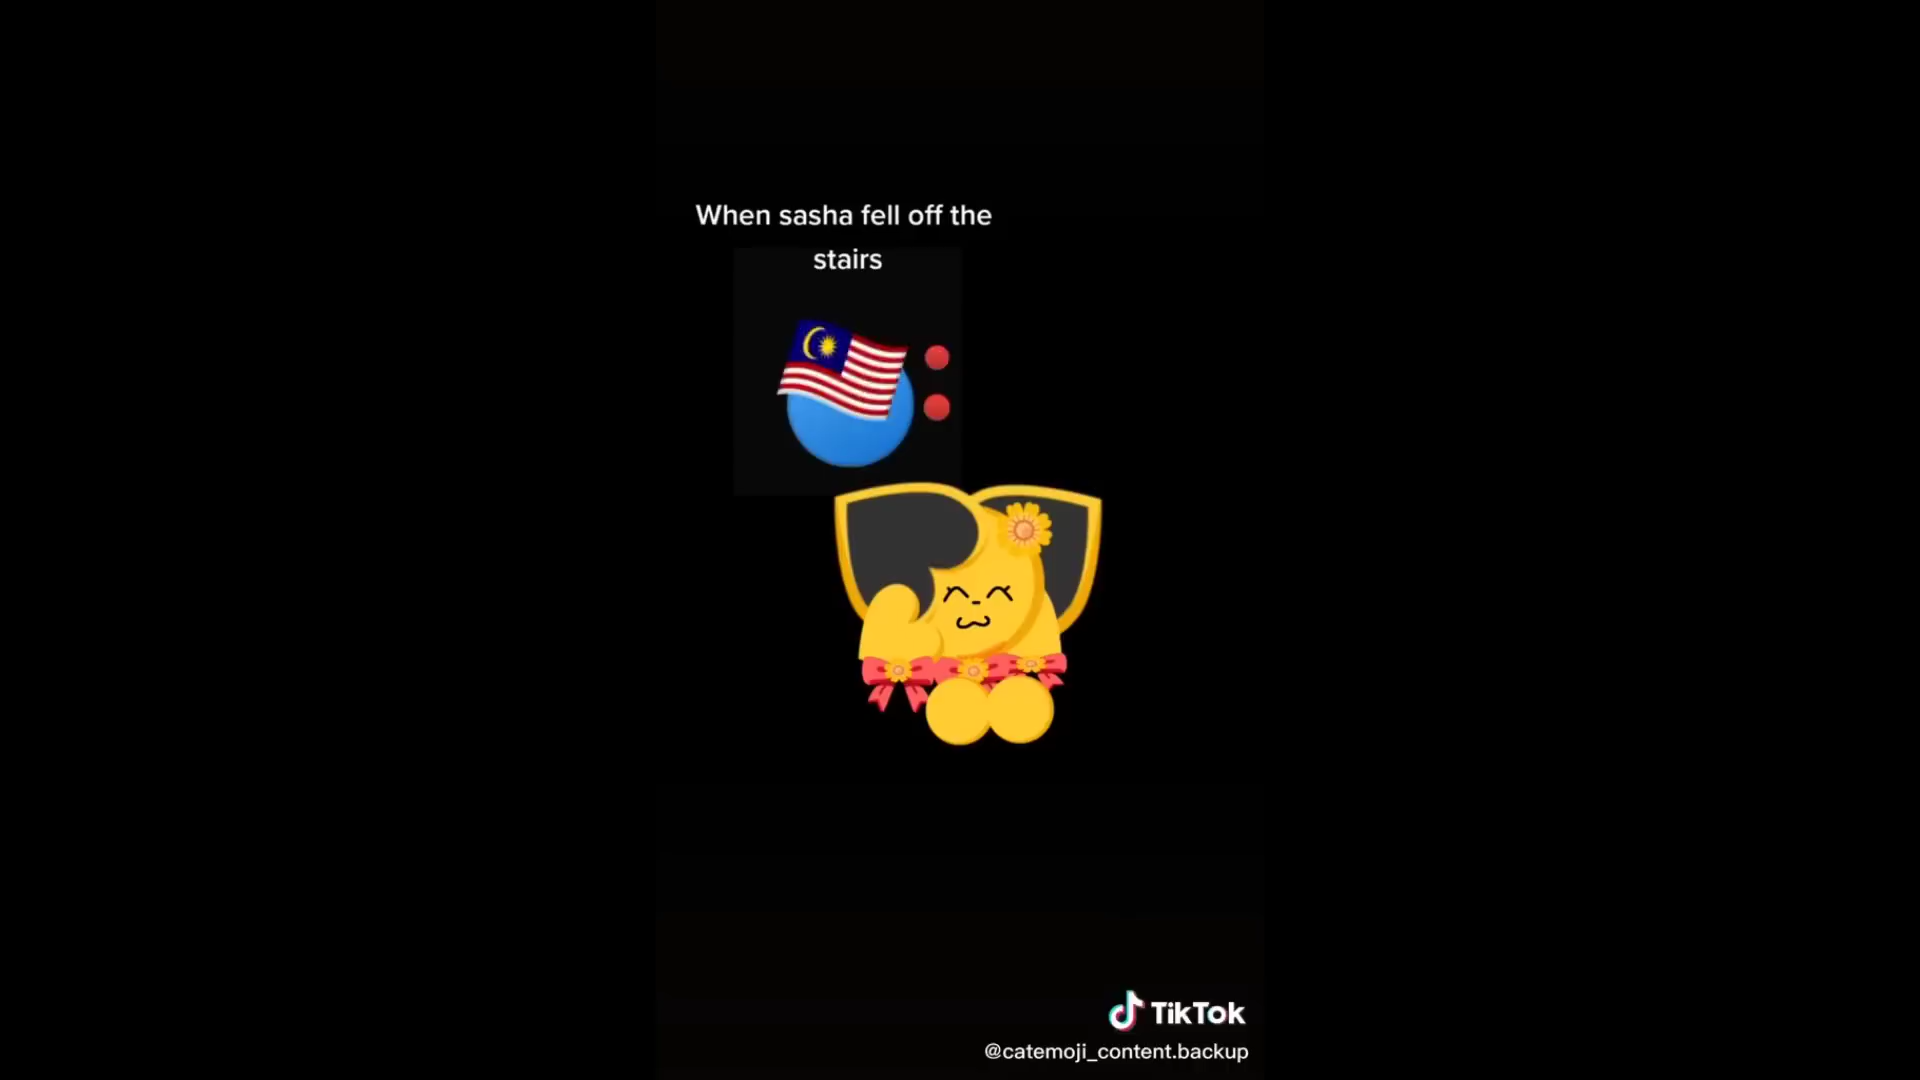 When sasha fell off the
stairs
TikTok
@catemoji_content.backup